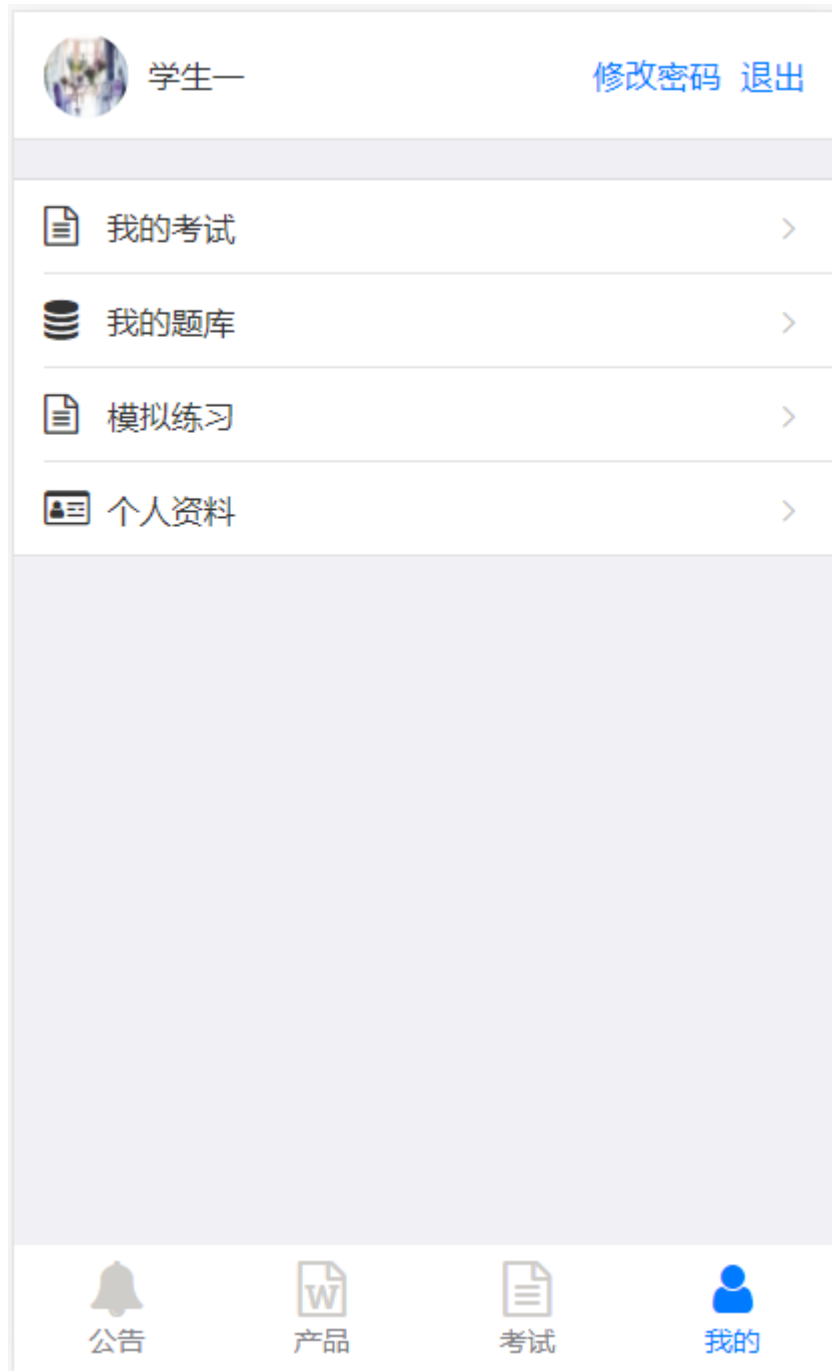 学生一 修改密码 退出
我的考试
我的题库
模拟练习
个人资料
公告 产品 考试 我的